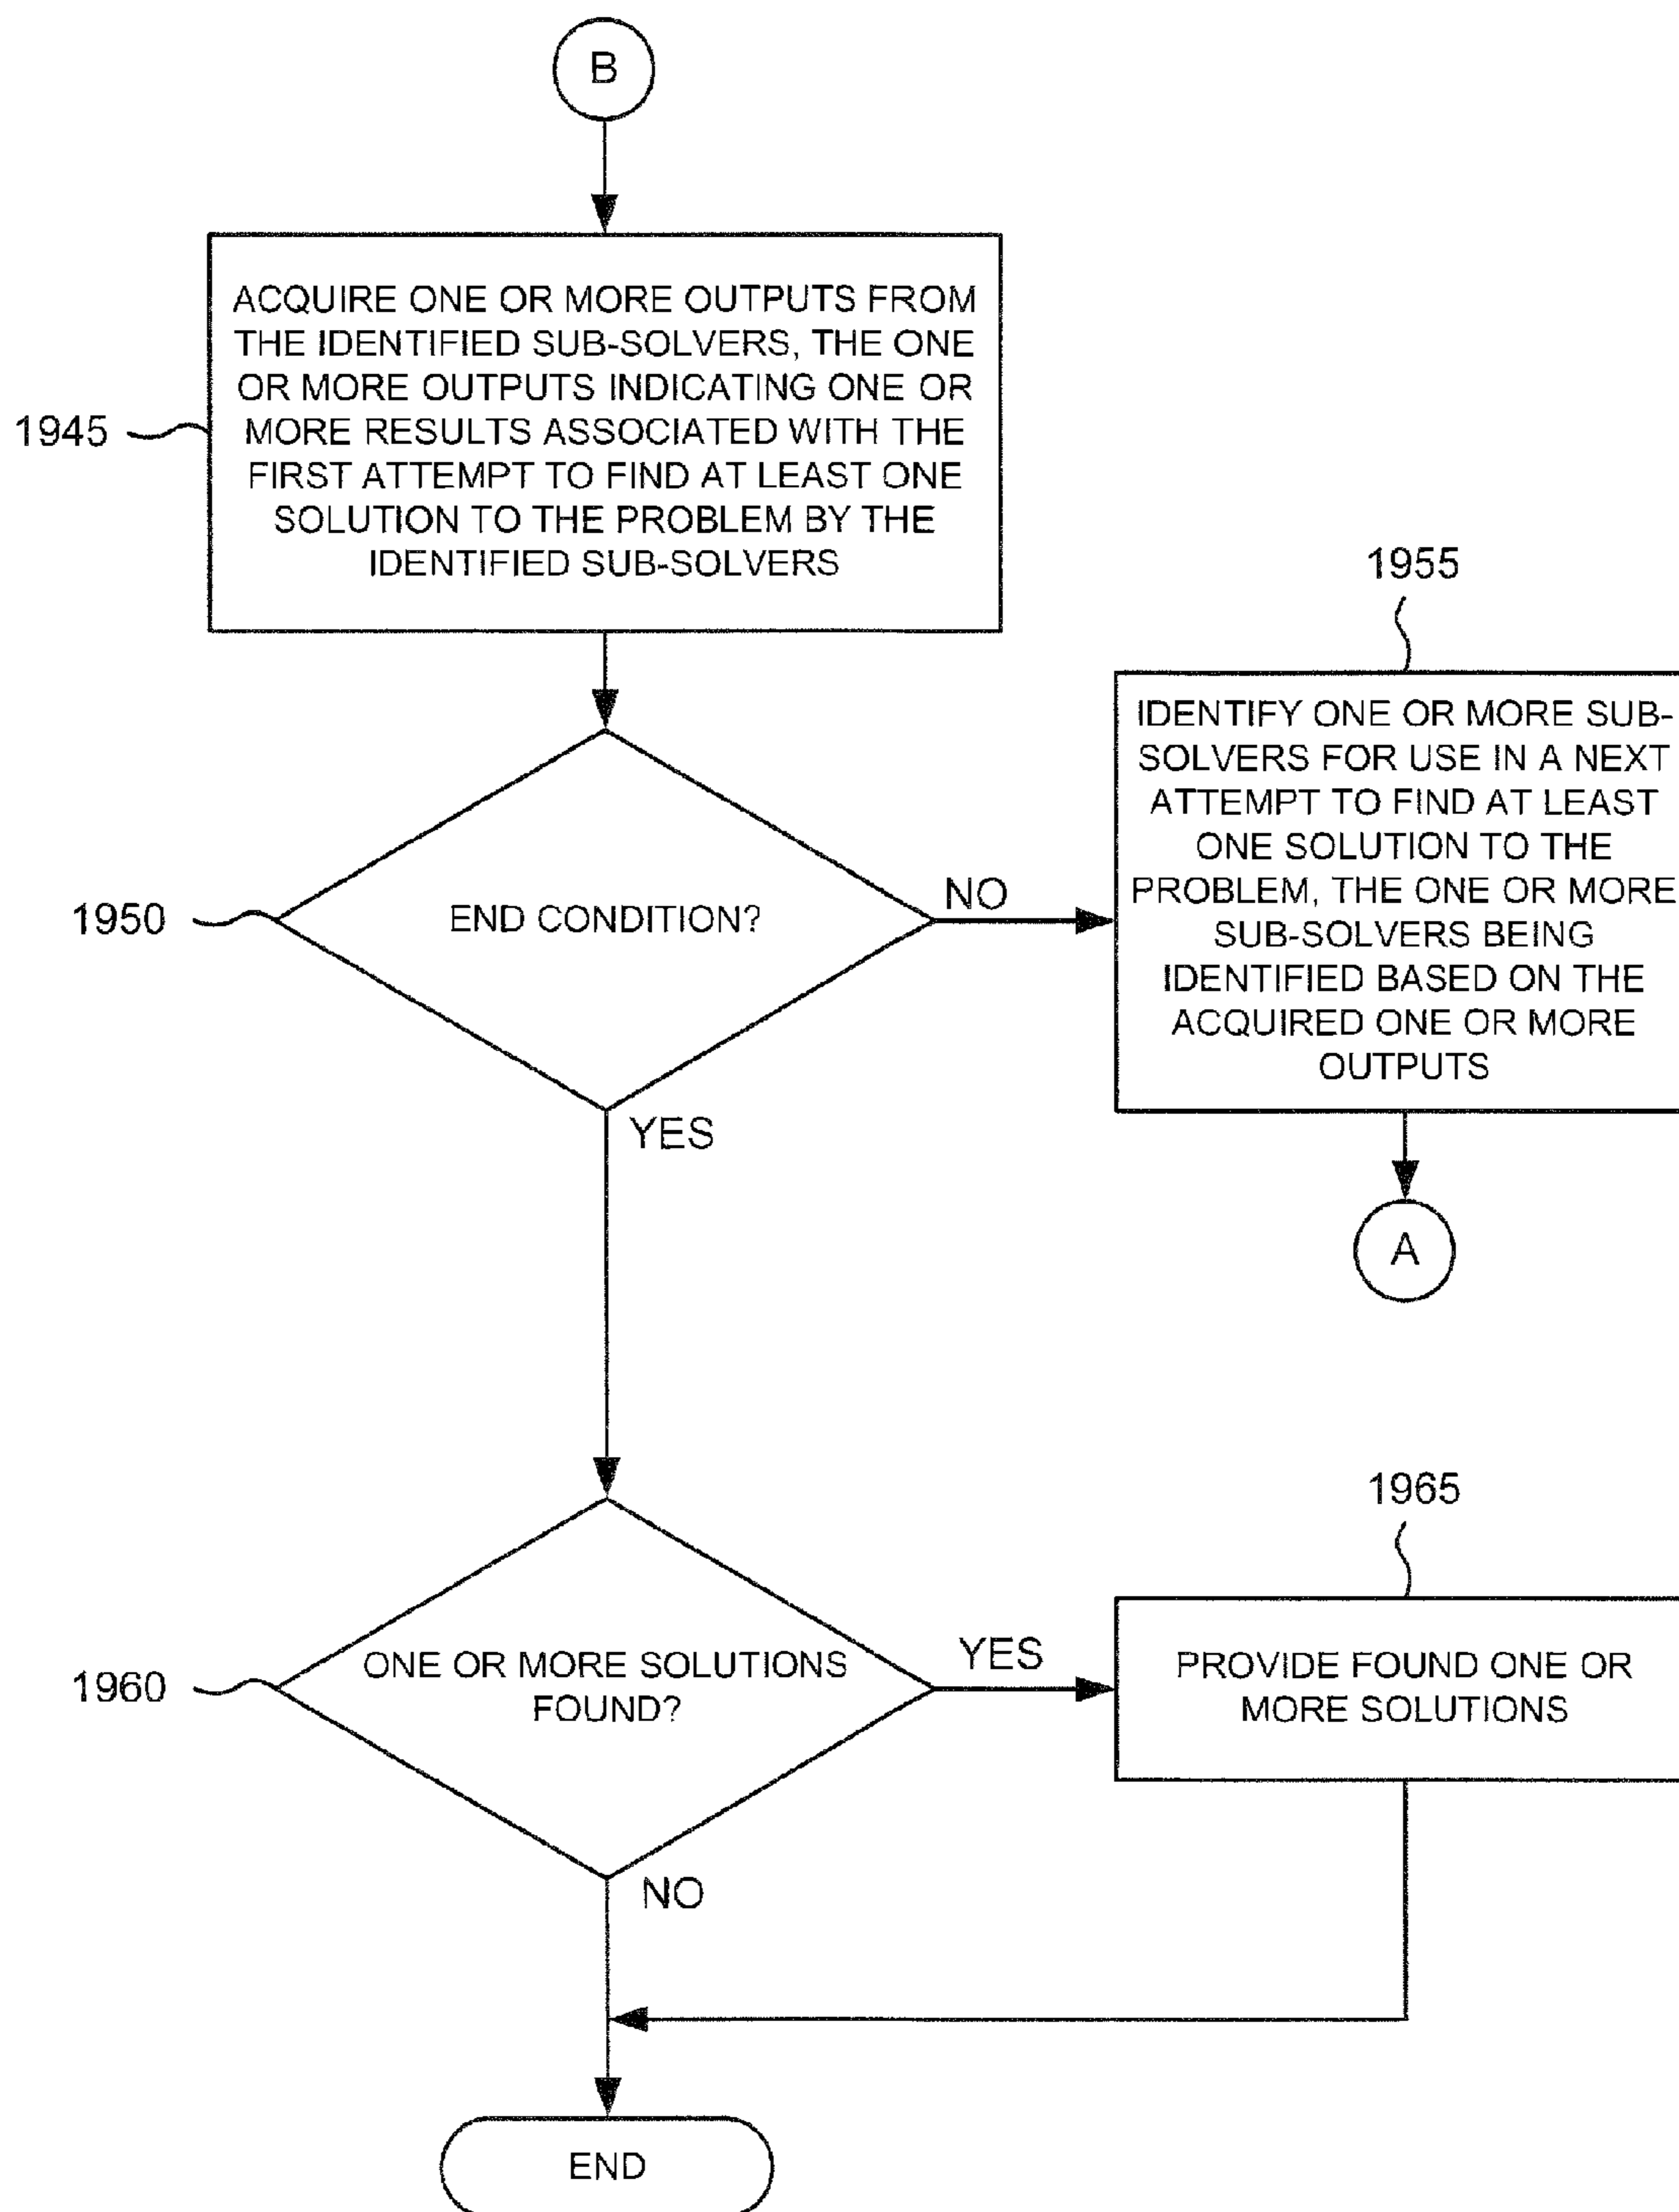 B
ACQUIRE ONE OR MORE OUTPUTS FROM
THE IDENTIFIED SUB-SOLVERS, THE ONE
OR MORE OUTPUTS INDICATING ONE OR
MORE RESULTS ASSOCIATED WITH THE
FIRST ATTEMPT TO FIND AT LEAST ONE
SOLUTION TO THE PROBLEM BY THE
IDENTIFIED SUB-SOLVERS
1945
1955
IDENTIFY ONE OR MORE SUB-
SOLVERS FOR USE IN A NEXT
ATTEMPT TO FIND AT LEAST
ONE SOLUTION TO THE
PROBLEM, THE ONE OR MORE
SUB-SOLVERS BEING
IDENTIFIED BASED ON THE
ACQUIRED ONE OR MORE
OUTPUTS
1950
END CONDITION?
NO
YES
A
1965
1960
ONE OR MORE SOLUTIONS
FOUND?
YES
PROVIDE FOUND ONE OR
MORE SOLUTIONS
NO
END